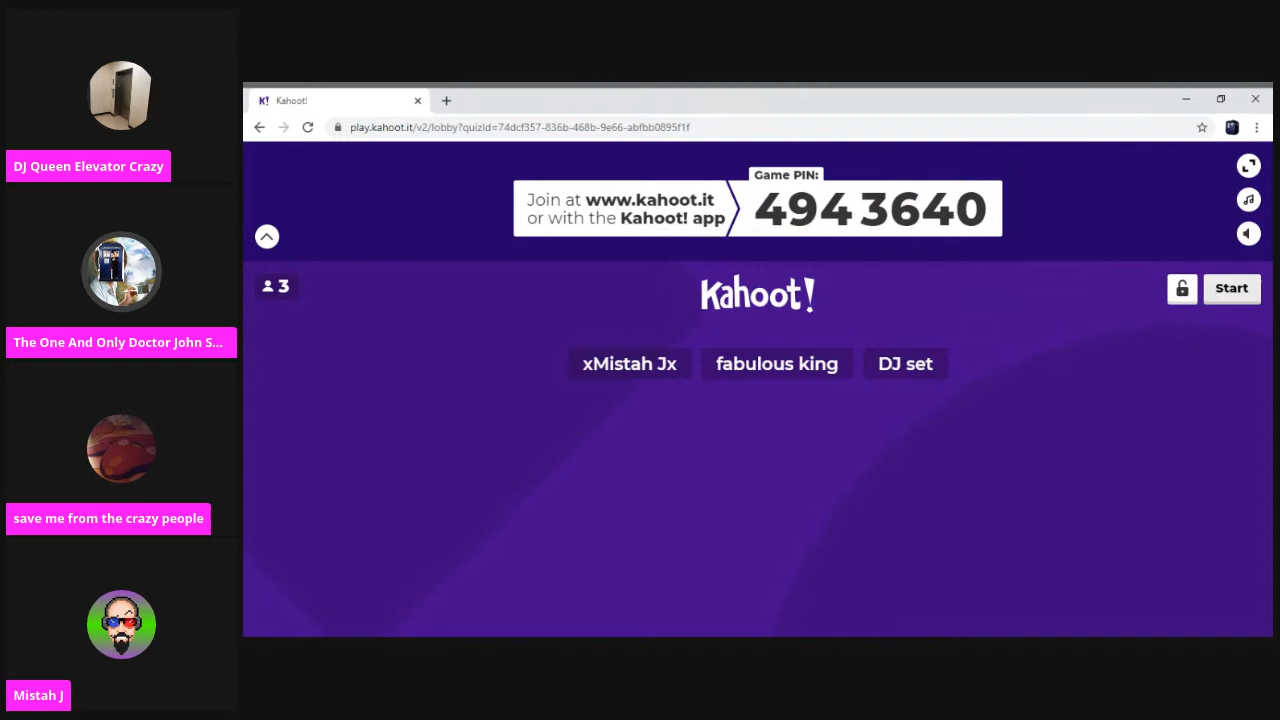 DJ Queen Elevator Crazy
The One And Only Doctor John S...
save me from the crazy people
Mistah J
K! Kahoot!
play.kahoot.it/v2/lobby?quizId=74dcf357-836b-468b-9e66-abfbb0895f1f
Join at www.kahoot.it
or with the Kahoot! app
Game PIN:
494 3640
3
Kahoot!
Start
xMistah Jx
fabulous king
DJ set